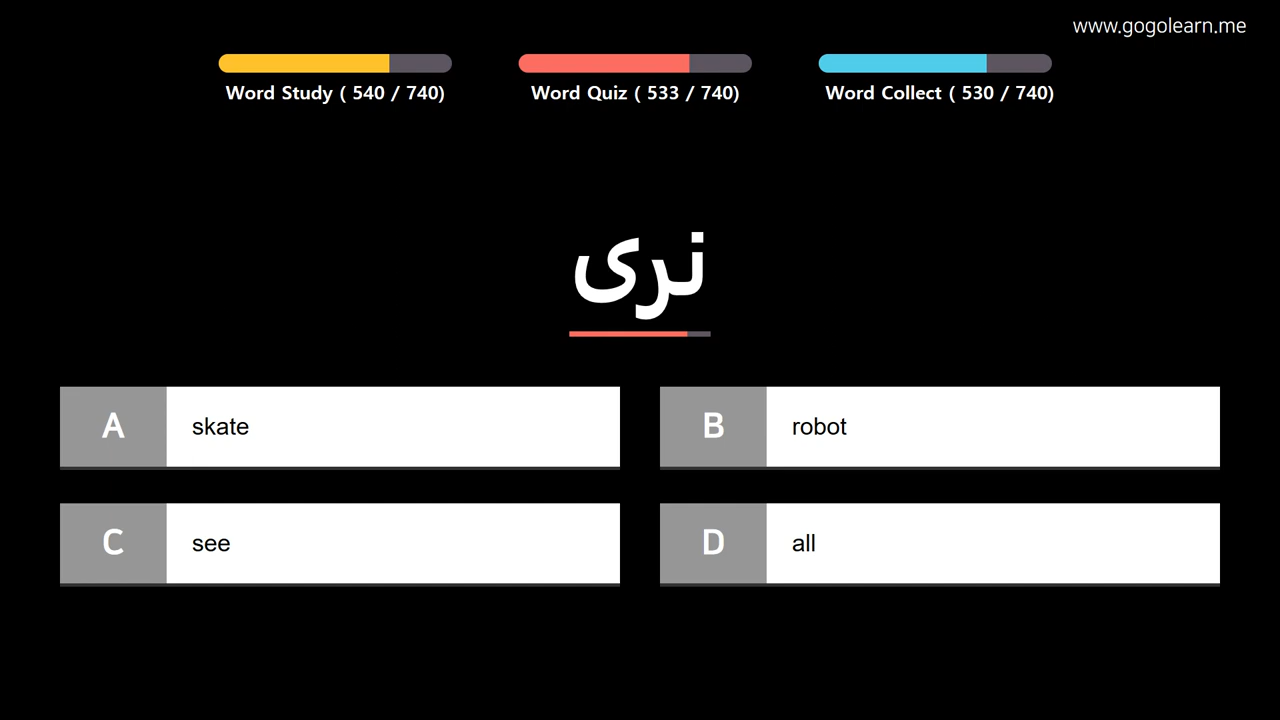 www.gogolearn.me
Word Study ( 540 / 740)
Word Quiz ( 533 / 740)
Word Collect ( 530 / 740)
نرى
A
skate
B
robot
C
see
D
all